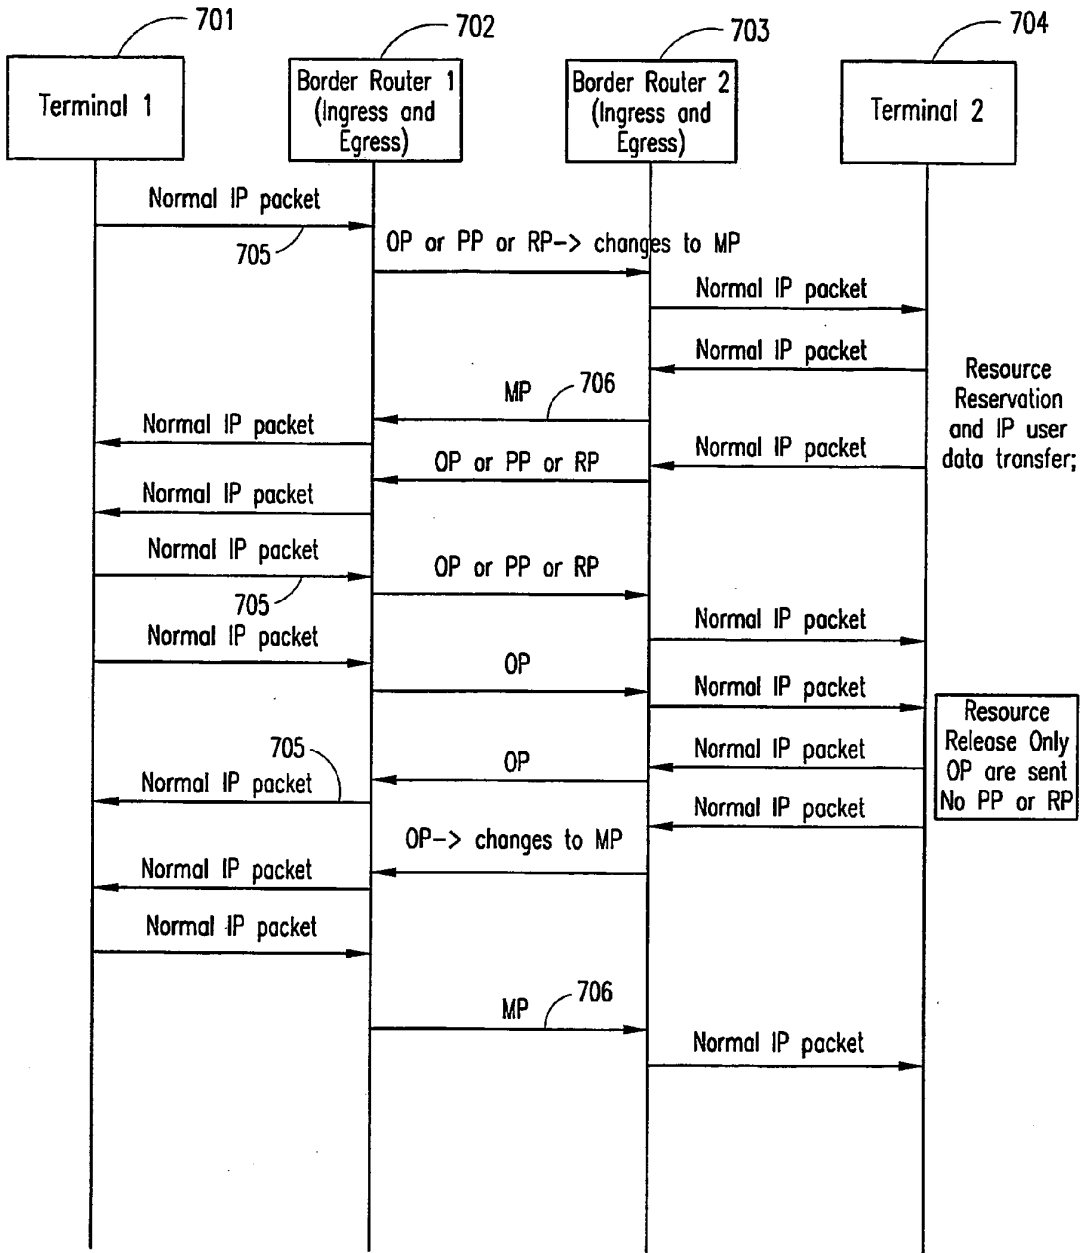 701
702
703
704
Terminal 1
Border Router 1
(Ingress and
Egress)
Border Router 2
(Ingress and
Egress)
Terminal 2
Normal IP packet
705
OP or PP or RP-> changes to MP
Normal IP packet
Normal IP packet
Resource
Reservation
and IP user
data transfer;
MP
706
Normal IP packet
Normal IP packet
OP or PP or RP
Normal IP packet
Normal IP packet
705
OP or PP or RP
Normal IP packet
Normal IP packet
OP
Normal IP packet
Resource
Release Only
OP are sent
No PP or RP
705
OP
Normal IP packet
Normal IP packet
Normal IP packet
OP-> changes to MP
Normal IP packet
Normal IP packet
MP
706
Normal IP packet